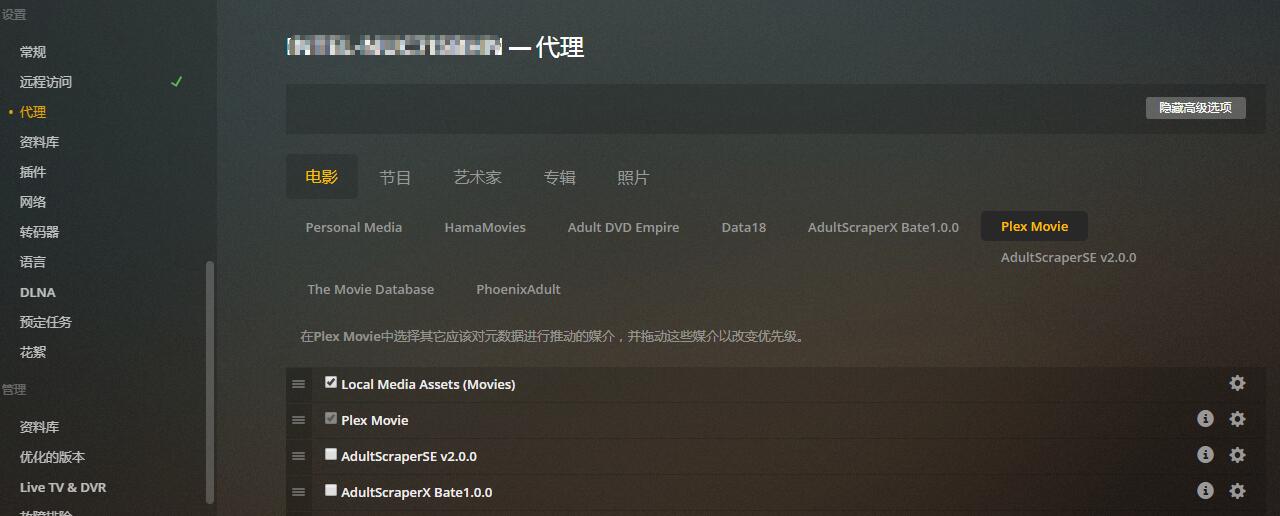 设置
常规
远程访问
代理
资料库
插件
网络
转码器
语言
DLNA
预定任务
花絮
管理
资料库
优化的版本
Live TV & DVR
故障排除
— 代理
隐藏高级选项
电影 节目 艺术家 专辑 照片
Personal Media HamaMovies Adult DVD Empire Data18 AdultScraperX Bate1.0.0 Plex Movie
AdultScraperSE v2.0.0
The Movie Database PhoenixAdult
在Plex Movie中选择其它应该对元数据进行推动的媒介，并拖动这些媒介以改变优先级。
Local Media Assets (Movies)
Plex Movie
AdultScraperSE v2.0.0
AdultScraperX Bate1.0.0